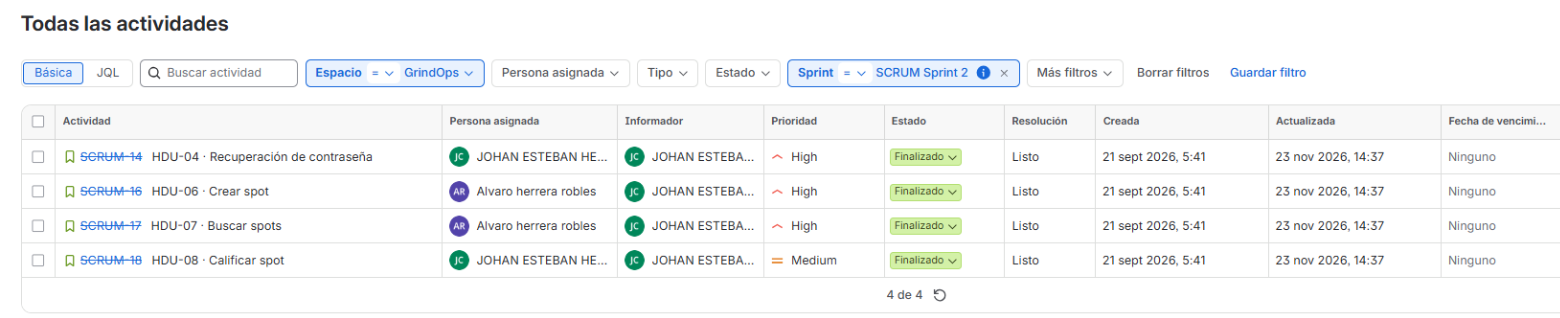 Todas las actividades
Básica JQL Buscar actividad Espacio = GrindOps Persona asignada Tipo Estado Sprint = SCRUM Sprint 2 Más filtros Borrar filtros Guardar filtro
Actividad Persona asignada Informador Prioridad Estado Resolución Creada Actualizada Fecha de vencimi...
SCRUM-14 HDU-04 · Recuperación de contraseña JC JOHAN ESTEBAN HE... JC JOHAN ESTEBA... High Finalizado Listo 21 sept 2026, 5:41 23 nov 2026, 14:37 Ninguno
SCRUM-16 HDU-06 · Crear spot AR Alvaro herrera robles JC JOHAN ESTEBA... High Finalizado Listo 21 sept 2026, 5:41 23 nov 2026, 14:37 Ninguno
SCRUM-17 HDU-07 · Buscar spots AR Alvaro herrera robles JC JOHAN ESTEBA... High Finalizado Listo 21 sept 2026, 5:41 23 nov 2026, 14:37 Ninguno
SCRUM-18 HDU-08 · Calificar spot JC JOHAN ESTEBAN HE... JC JOHAN ESTEBA... Medium Finalizado Listo 21 sept 2026, 5:41 23 nov 2026, 14:37 Ninguno
4 de 4